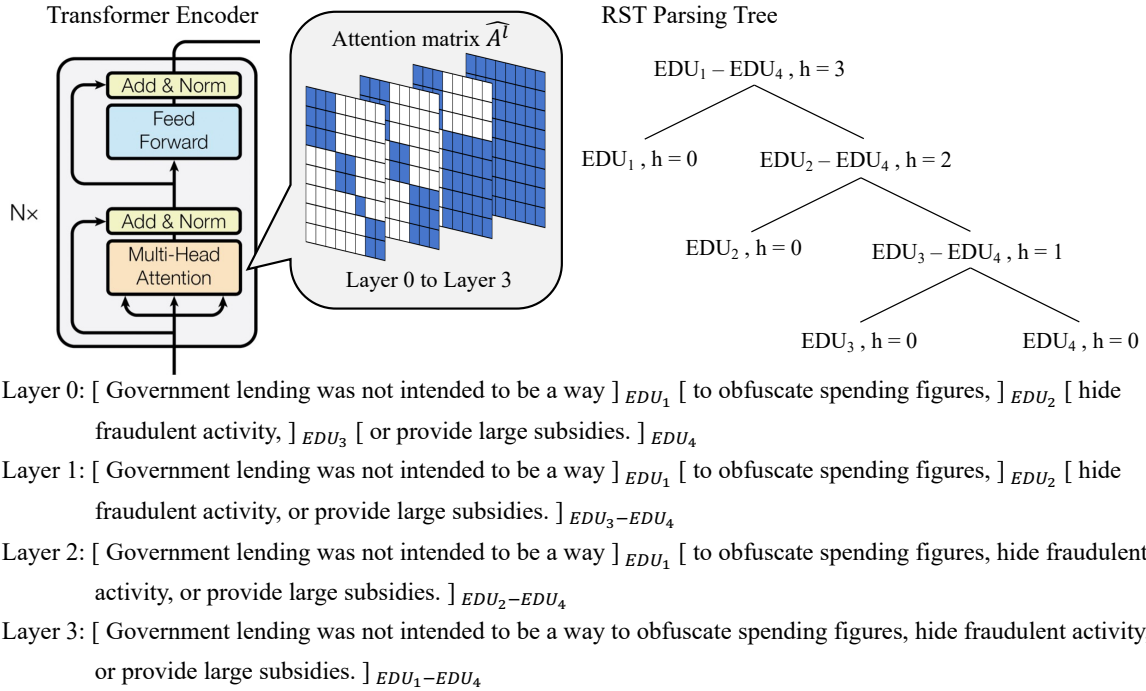 Transformer Encoder
RST Parsing Tree
Attention matrix \widehat{A^l}
Add & Norm
Feed
Forward
N×
Add & Norm
Multi-Head
Attention
Layer 0 to Layer 3
EDU₁ – EDU₄ , h = 3
EDU₁ , h = 0
EDU₂ – EDU₄ , h = 2
EDU₂ , h = 0
EDU₃ – EDU₄ , h = 1
EDU₃ , h = 0
EDU₄ , h = 0
Layer 0: [ Government lending was not intended to be a way ] EDU₁ [ to obfuscate spending figures, ] EDU₂ [ hide
fraudulent activity, ] EDU₃ [ or provide large subsidies. ] EDU₄
Layer 1: [ Government lending was not intended to be a way ] EDU₁ [ to obfuscate spending figures, ] EDU₂ [ hide
fraudulent activity, or provide large subsidies. ] EDU₃−EDU₄
Layer 2: [ Government lending was not intended to be a way ] EDU₁ [ to obfuscate spending figures, hide fraudulent
activity, or provide large subsidies. ] EDU₂−EDU₄
Layer 3: [ Government lending was not intended to be a way to obfuscate spending figures, hide fraudulent activity
or provide large subsidies. ] EDU₁−EDU₄